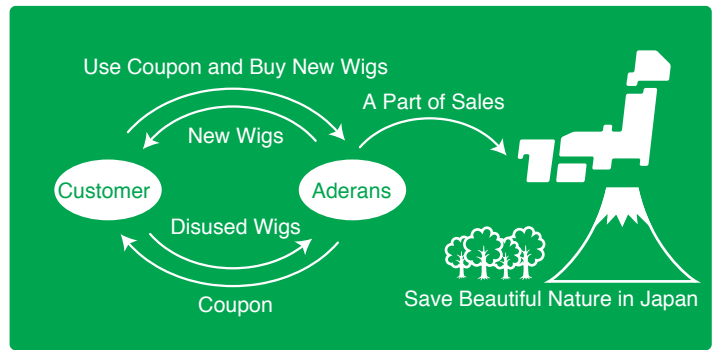 Use Coupon and Buy New Wigs
A Part of Sales
New Wigs
Customer
Aderans
Disused Wigs
Coupon
Save Beautiful Nature in Japan